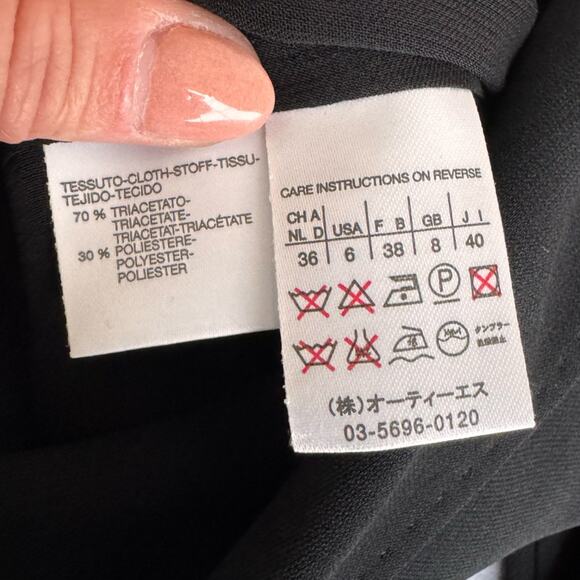 TESSUTO-CLOTH-STOFF-TISSU-
TEJIDO-TECIDO
70 % TRIACETATO-
TRIACETATE-
TRIACETAT-TRIACÉTATE
30 % POLIESTERE-
POLYESTER-
POLIESTER
CARE INSTRUCTIONS ON REVERSE
CH A USA F B GB J I
NL D
36 6 38 8 40
P
タンブラー
乾燥禁止
(株)オーティーエス
03-5696-0120